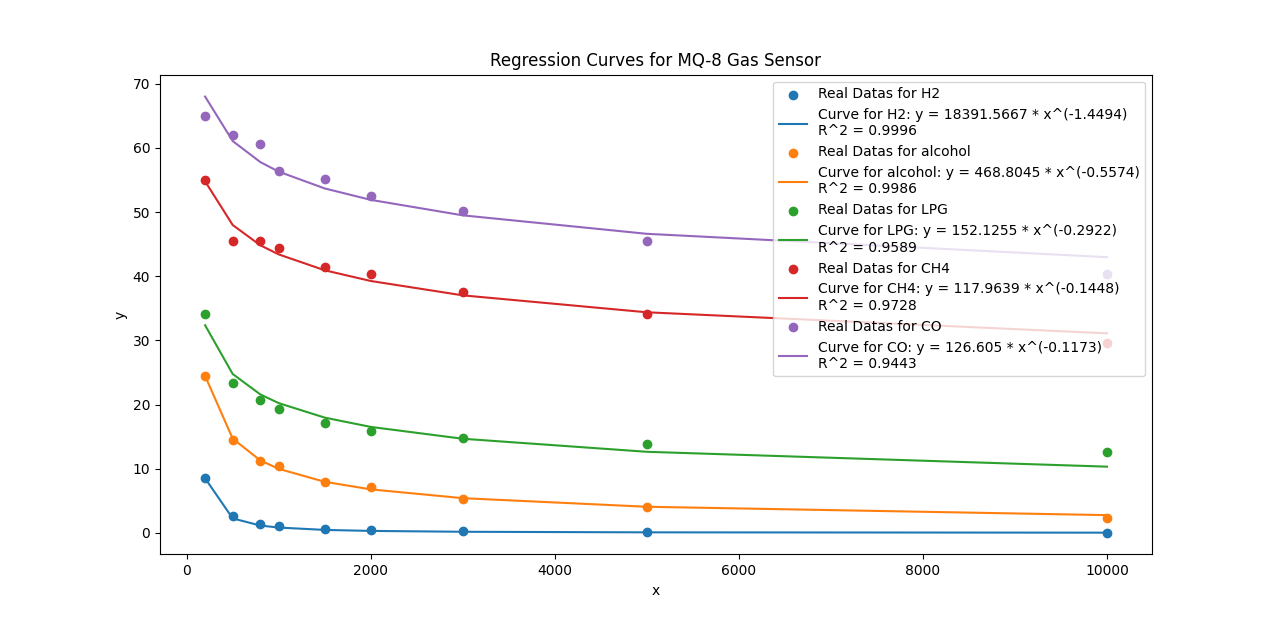 Regression Curves for MQ-8 Gas Sensor
70
60
50
40
30
20
10
0
y
Real Datas for H2
Curve for H2: y = 18391.5667 * x^(-1.4494)
R^2 = 0.9996
Real Datas for alcohol
Curve for alcohol: y = 468.8045 * x^(-0.5574)
R^2 = 0.9986
Real Datas for LPG
Curve for LPG: y = 152.1255 * x^(-0.2922)
R^2 = 0.9589
Real Datas for CH4
Curve for CH4: y = 117.9639 * x^(-0.1448)
R^2 = 0.9728
Real Datas for CO
Curve for CO: y = 126.605 * x^(-0.1173)
R^2 = 0.9443
0 2000 4000 6000 8000 10000
x